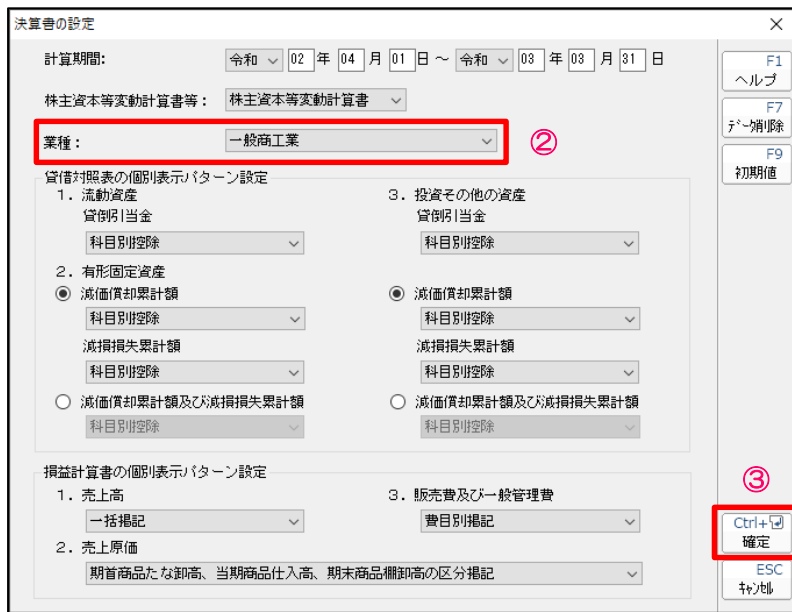 決算書の設定
計算期間: 令和 02 年 04 月 01 日 ～ 令和 03 年 03 月 31 日
株主資本等変動計算書等： 株主資本等変動計算書
業種： 一般商工業 ②
貸借対照表の個別表示パターン設定
１．流動資産
貸倒引当金
科目別控除
２．有形固定資産
減価償却累計額
科目別控除
減損損失累計額
科目別控除
減価償却累計額及び減損損失累計額
科目別控除
３．投資その他の資産
貸倒引当金
科目別控除
減価償却累計額
科目別控除
減損損失累計額
科目別控除
減価償却累計額及び減損損失累計額
科目別控除
損益計算書の個別表示パターン設定
１．売上高
一括掲記
３．販売費及び一般管理費
費目別掲記
２．売上原価
期首商品たな卸高、当期商品仕入高、期末商品棚卸高の区分掲記
F1
ヘルプ
F7
ﾃﾞｰﾀ削除
F9
初期値
③
Ctrl+
確定
ESC
ｷｬﾝｾﾙ